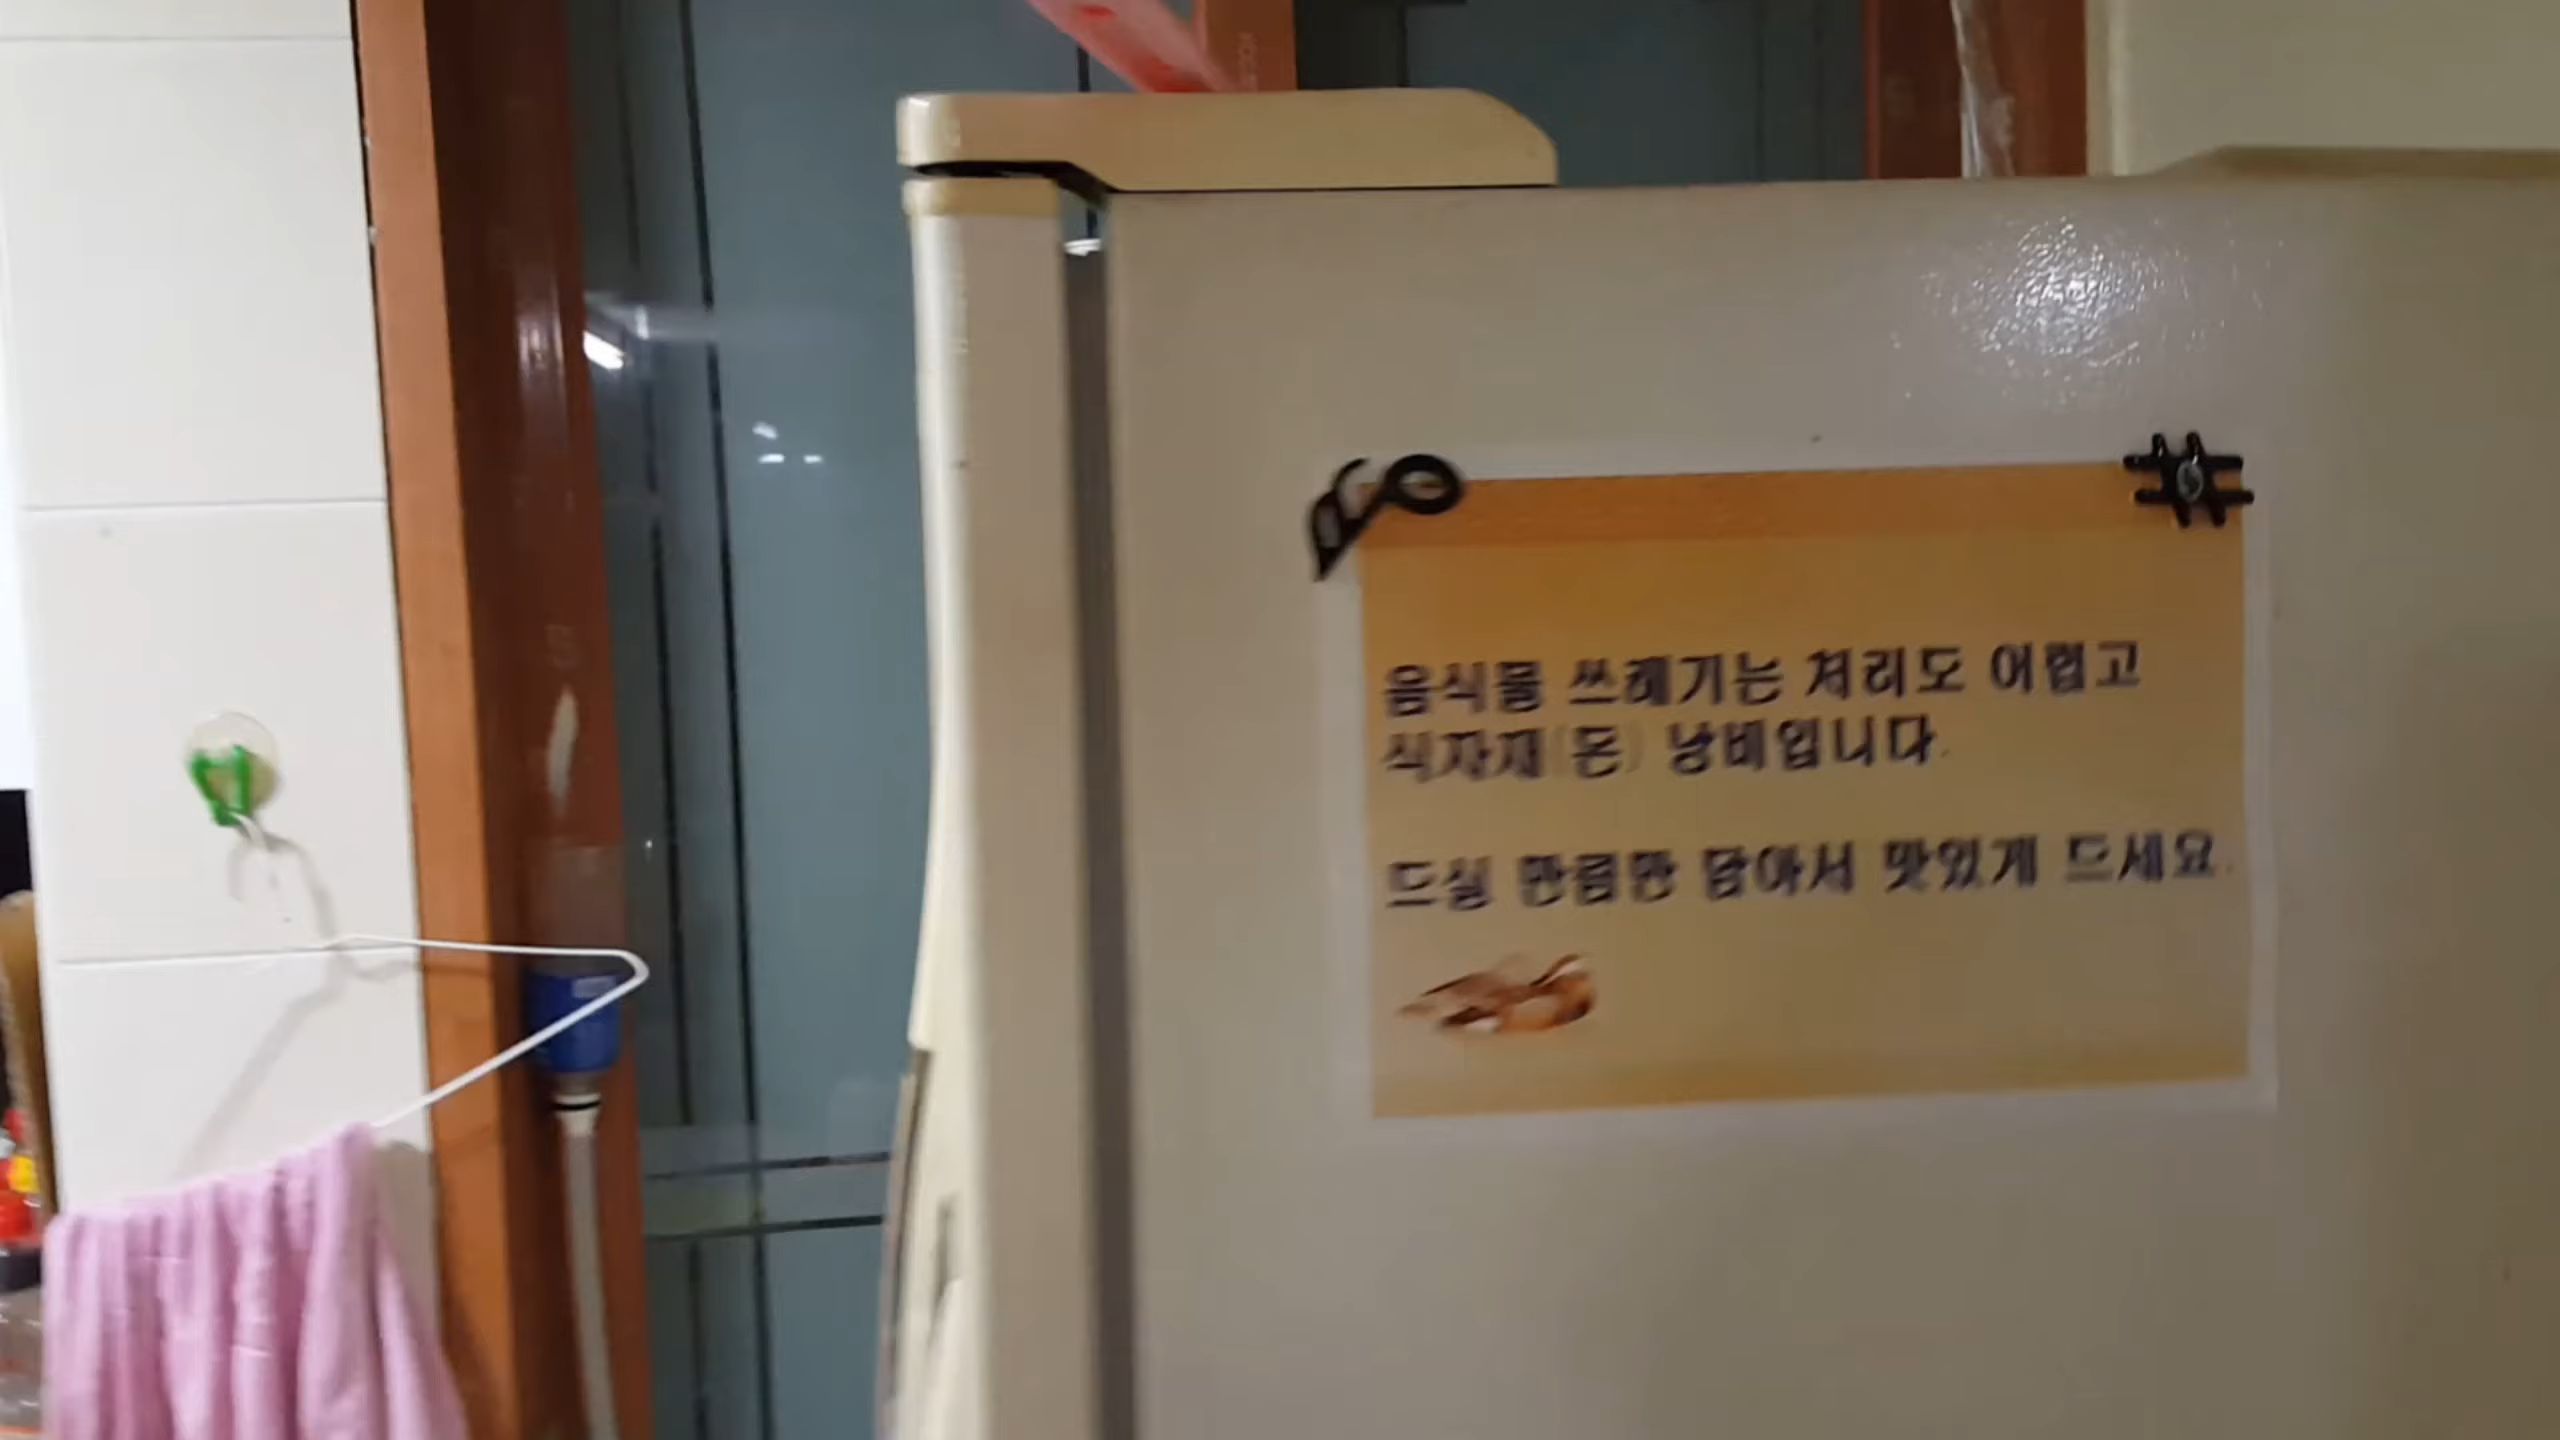 음식물 쓰레기는 처리도 어렵고
식자재(돈) 낭비입니다.
드실 만큼만 담아서 맛있게 드세요.